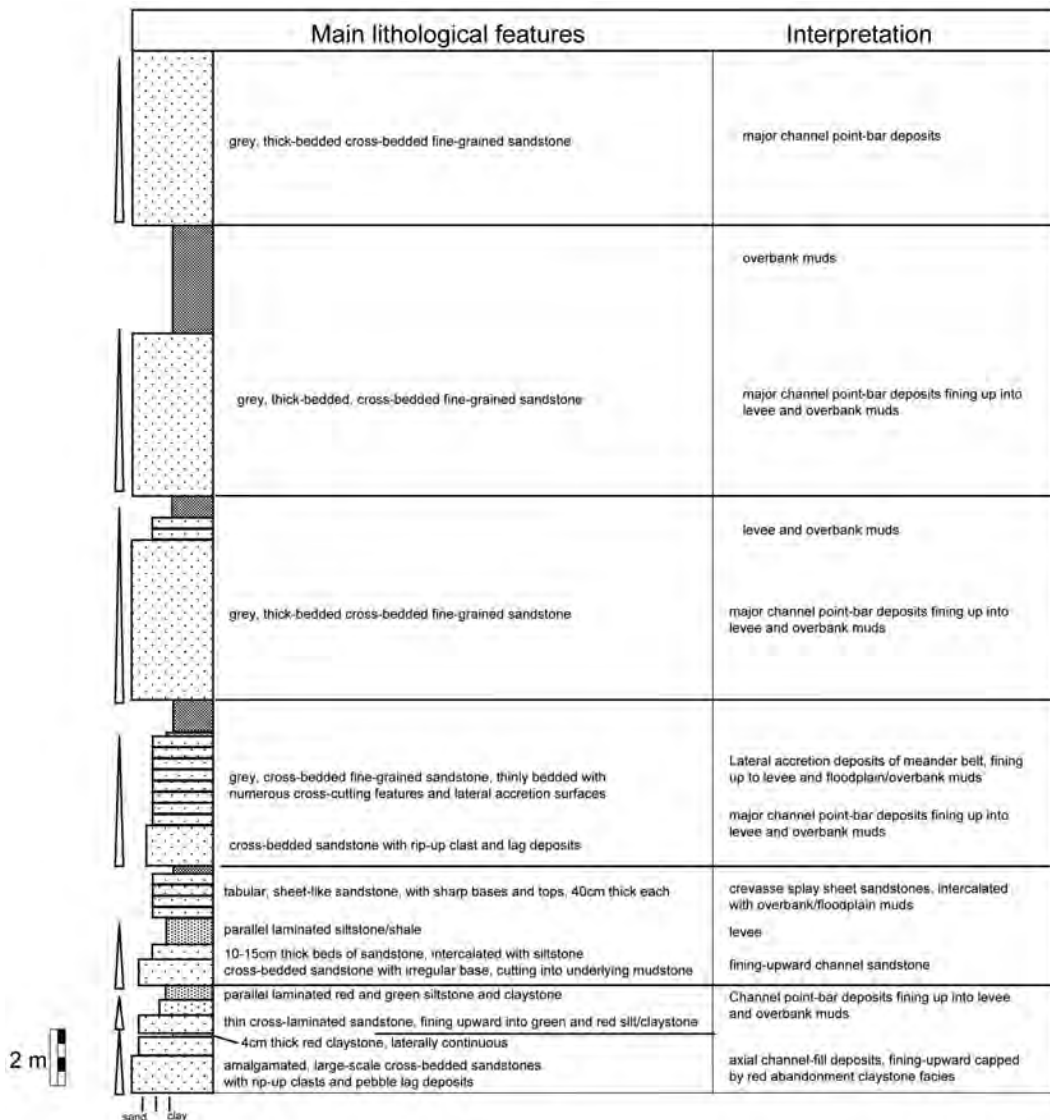 Main lithological features
Interpretation
grey, thick-bedded cross-bedded fine-grained sandstone
major channel point-bar deposits
overbank muds
grey, thick-bedded, cross-bedded fine-grained sandstone
major channel point-bar deposits fining up into
levee and overbank muds
levee and overbank muds
grey, thick-bedded cross-bedded fine-grained sandstone
major channel point-bar deposits fining up into
levee and overbank muds
grey, cross-bedded fine-grained sandstone, thinly bedded with
numerous cross-cutting features and lateral accretion surfaces
Lateral accretion deposits of meander belt, fining
up to levee and floodplain/overbank muds
cross-bedded sandstone with rip-up clast and lag deposits
major channel point-bar deposits fining up into
levee and overbank muds
tabular, sheet-like sandstone, with sharp bases and tops, 40cm thick each
crevasse splay sheet sandstones, intercalated
with overbank/floodplain muds
parallel laminated siltstone/shale
levee
10-15cm thick beds of sandstone, intercalated with siltstone
cross-bedded sandstone with irregular base, cutting into underlying mudstone
fining-upward channel sandstone
parallel laminated red and green siltstone and claystone
thin cross-laminated sandstone, fining upward into green and red silt/claystone
Channel point-bar deposits fining up into levee
and overbank muds
4cm thick red claystone, laterally continuous
amalgamated, large-scale cross-bedded sandstones
with rip-up clasts and pebble lag deposits
axial channel-fill deposits, fining-upward capped
by red abandonment claystone facies
2 m
sand clay